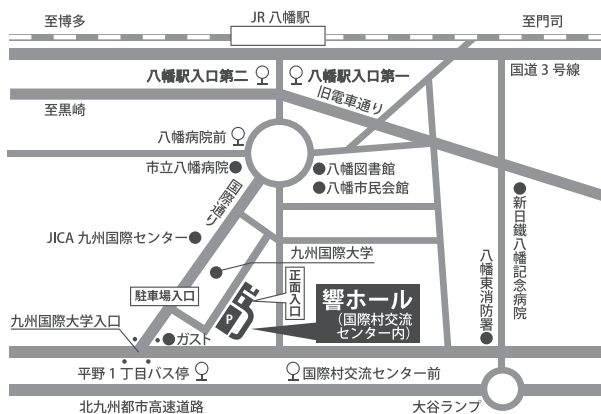 JR 八幡駅
至博多
至門司
国道3号線
八幡駅入口第二
八幡駅入口第一
旧電車通り
至黒崎
八幡病院前
市立八幡病院
八幡図書館
八幡市民会館
国際通り
新日鐵八幡記念病院
JICA 九州国際センター
九州国際大学
八幡東消防署
正面入口
駐車場入口
響ホール
(国際村交流
センター内)
P
九州国際大学入口
ガスト
平野1丁目バス停
国際村交流センター前
北九州都市高速道路
大谷ランプ